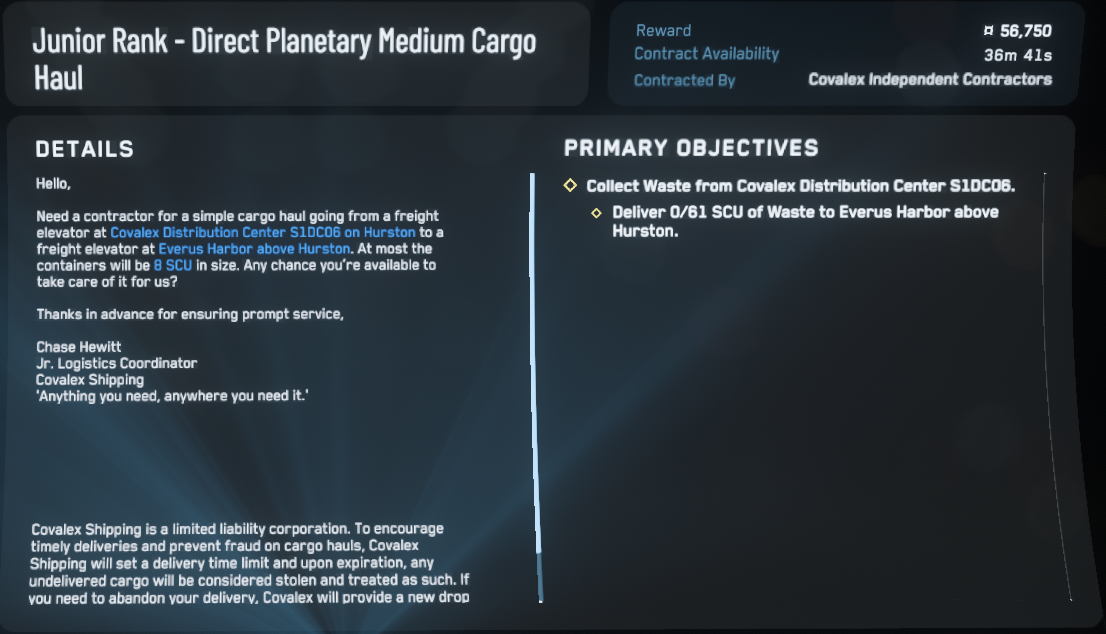 Junior Rank - Direct Planetary Medium Cargo
Haul
Reward ¤ 56,750
Contract Availability 36m 41s
Contracted By Covalex Independent Contractors
DETAILS
Hello,
Need a contractor for a simple cargo haul going from a freight
elevator at Covalex Distribution Center S1DC06 on Hurston to a
freight elevator at Everus Harbor above Hurston. At most the
containers will be 8 SCU in size. Any chance you're available to
take care of it for us?
Thanks in advance for ensuring prompt service,
Chase Hewitt
Jr. Logistics Coordinator
Covalex Shipping
'Anything you need, anywhere you need it.'
Covalex Shipping is a limited liability corporation. To encourage
timely deliveries and prevent fraud on cargo hauls, Covalex
Shipping will set a delivery time limit and upon expiration, any
undelivered cargo will be considered stolen and treated as such. If
you need to abandon your delivery, Covalex will provide a new drop
PRIMARY OBJECTIVES
Collect Waste from Covalex Distribution Center S1DC06.
Deliver 0/61 SCU of Waste to Everus Harbor above
Hurston.